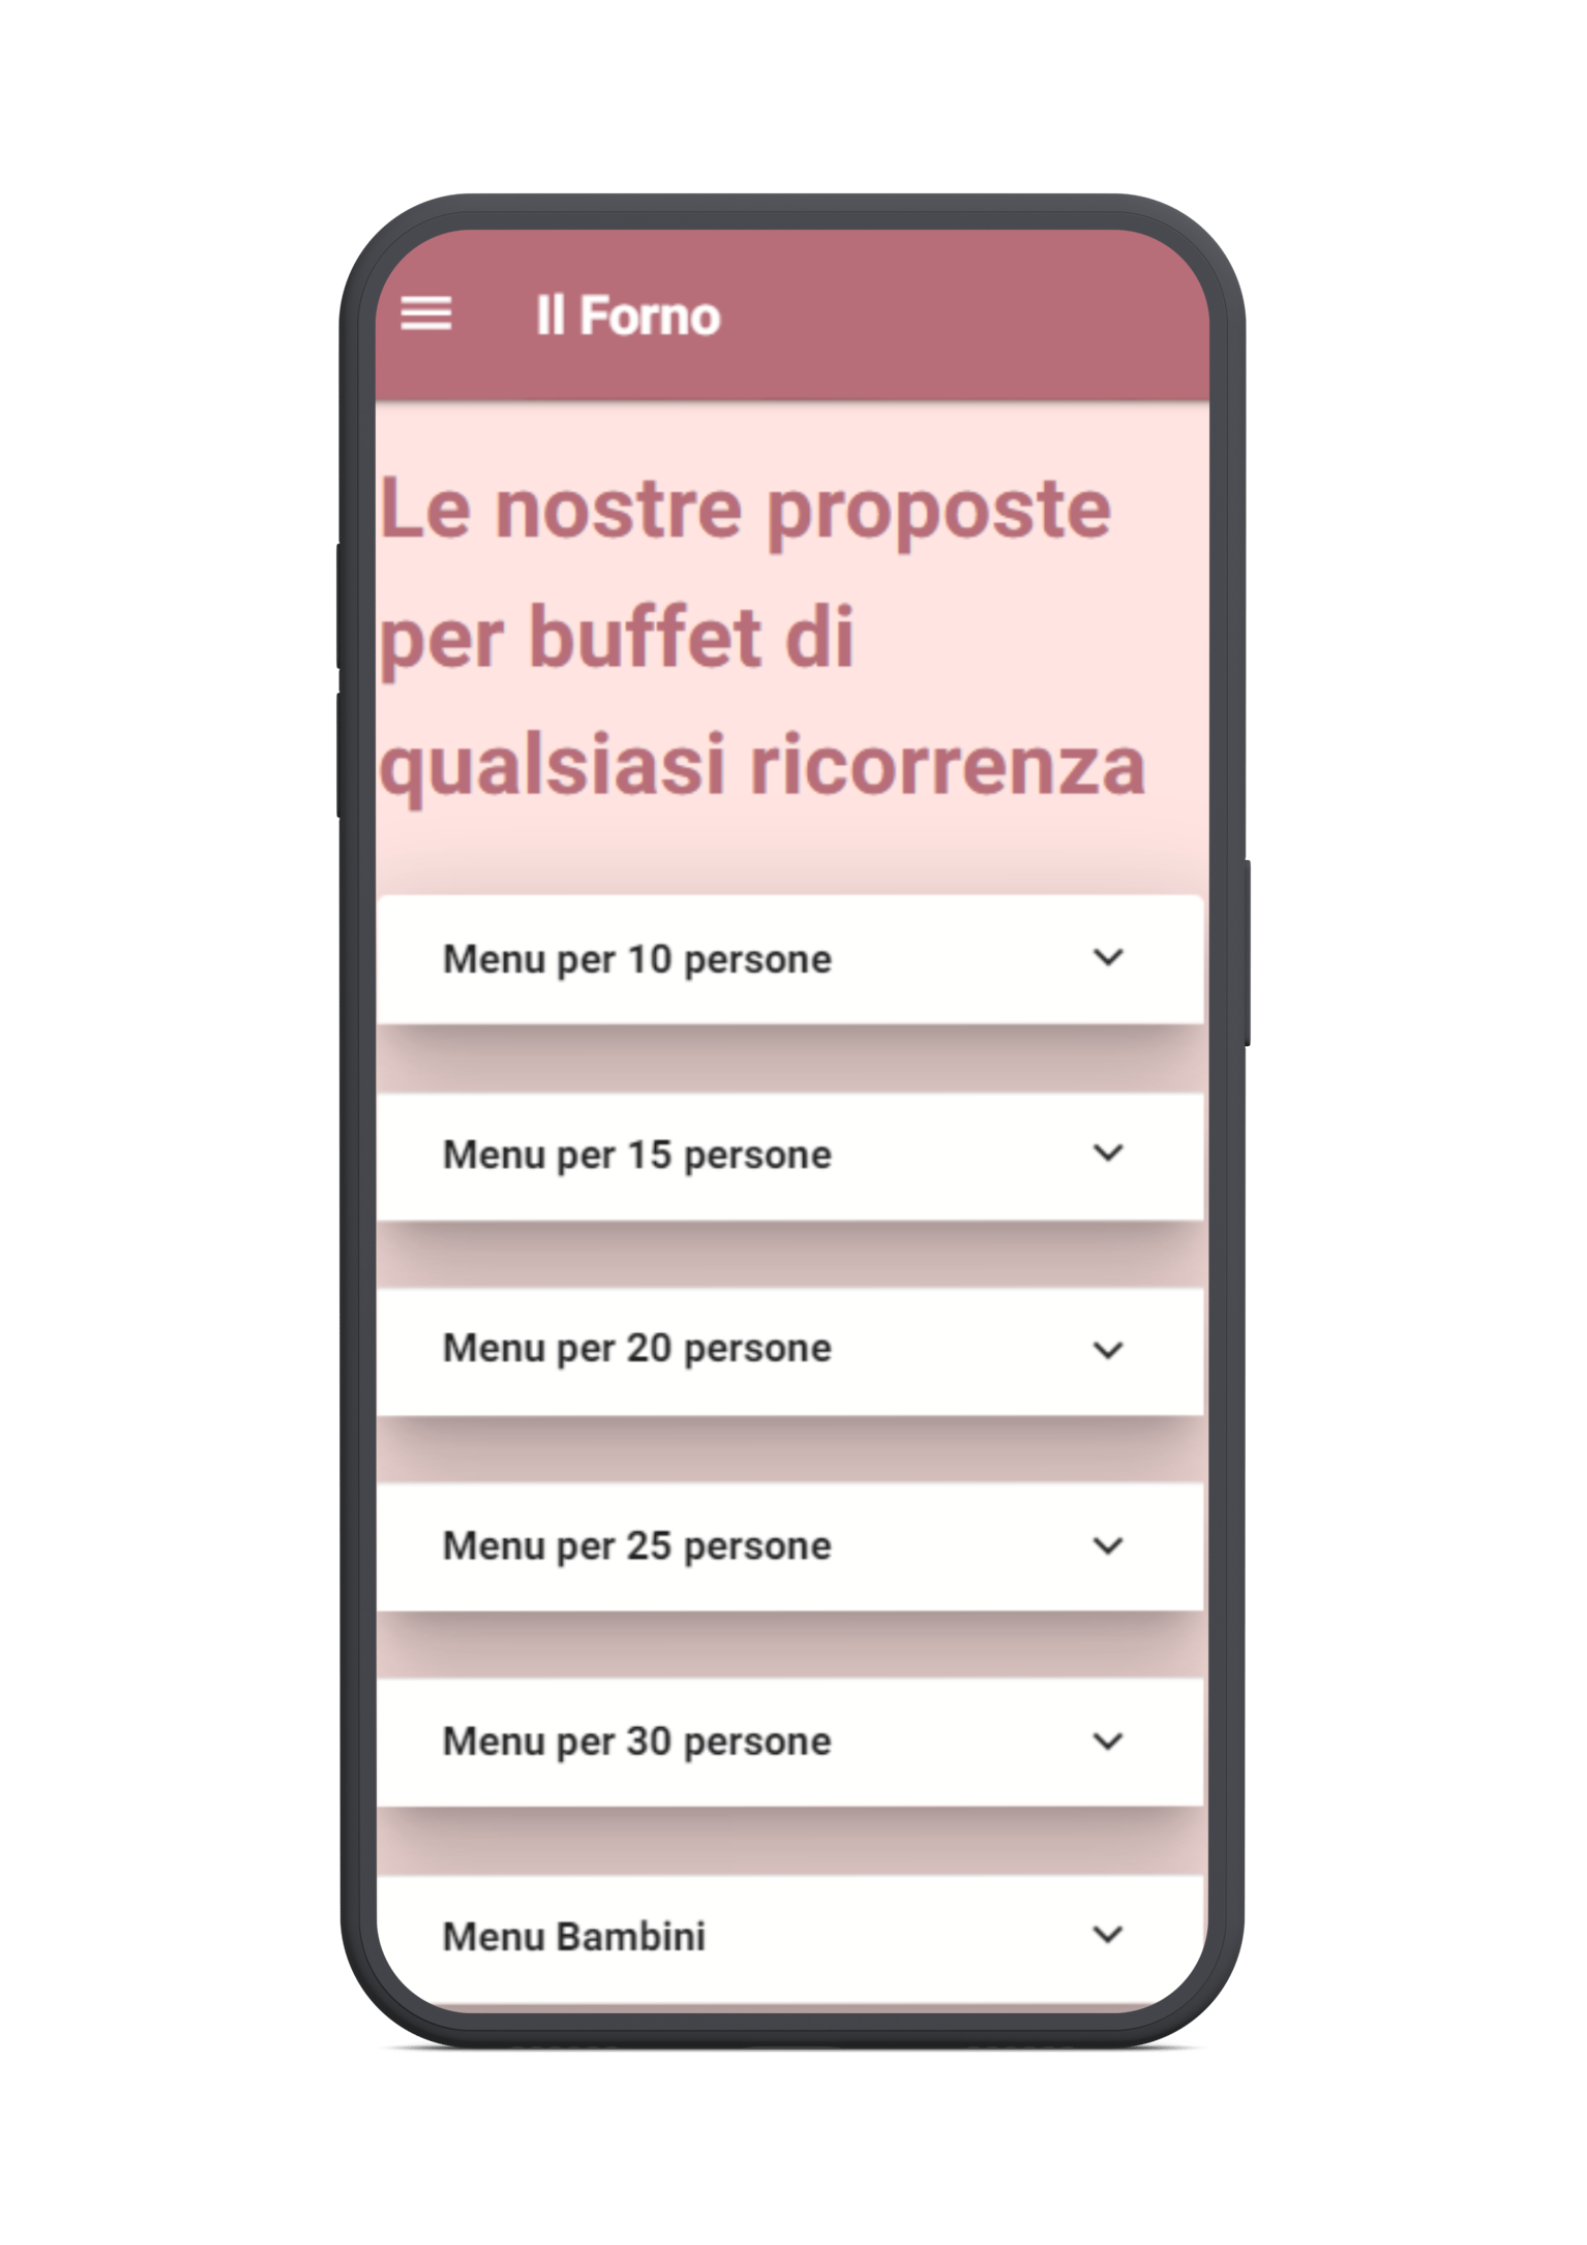 Il Forno
Le nostre proposte
per buffet di
qualsiasi ricorrenza
Menu per 10 persone
Menu per 15 persone
Menu per 20 persone
Menu per 25 persone
Menu per 30 persone
Menu Bambini